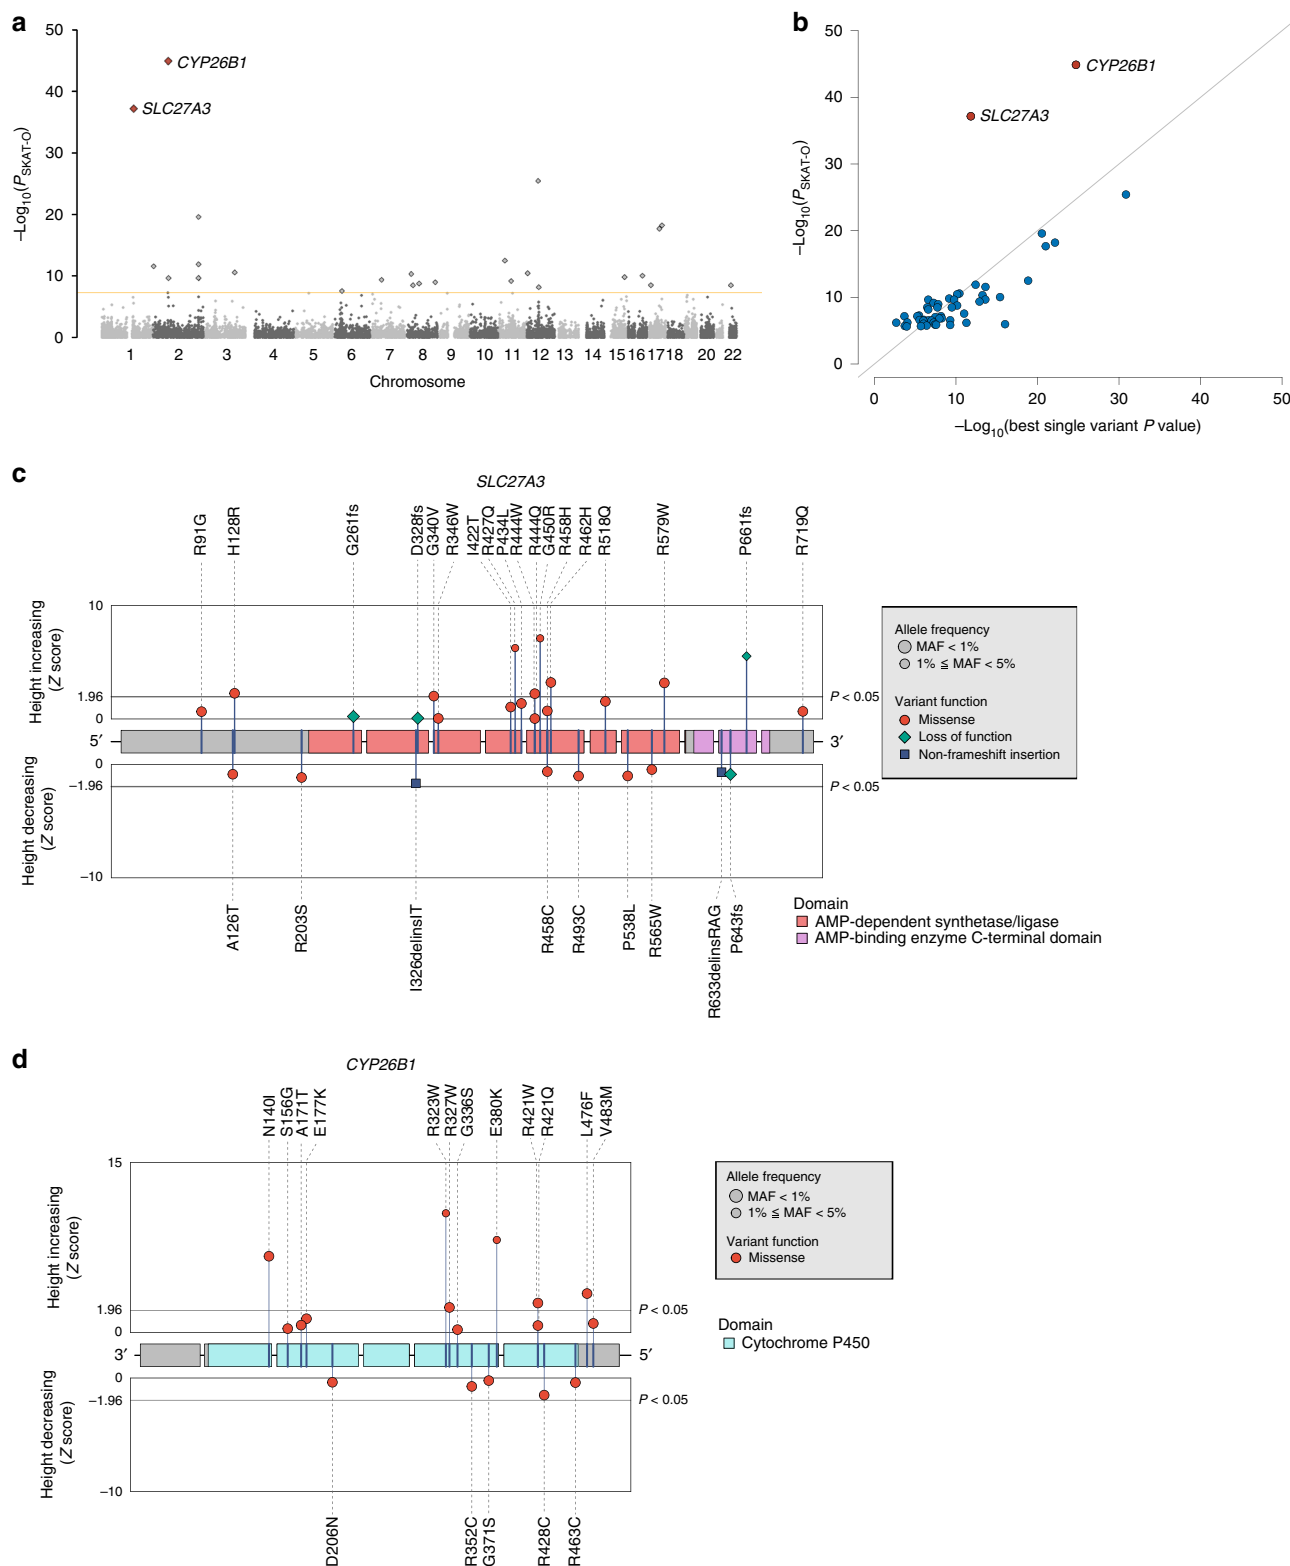 a
50
40
30
20
10
0
–Log10(PSKAT-O)
CYP26B1
SLC27A3
1 2 3 4 5 6 7 8 9 10 11 12 13 14 15 16 17 18 20 22
Chromosome
b
50
40
30
20
10
0
–Log10(PSKAT-O)
CYP26B1
SLC27A3
0 10 20 30 40 50
–Log10(best single variant P value)
c
SLC27A3
R91G
H128R
G261fs
D328fs
G340V
R346W
I422T
R427Q
P434L
R444W
R444Q
G450R
R458H
R462H
R518Q
R579W
P661fs
R719Q
Height increasing
(Z score)
10
1.96
0
P < 0.05
5′
3′
Height decreasing
(Z score)
0
–1.96
–10
P < 0.05
A126T
R203S
I326delinsIT
R458C
R493C
P538L
R565W
R633delinsRAG
P643fs
Allele frequency
MAF < 1%
1% ≦ MAF < 5%
Variant function
Missense
Loss of function
Non-frameshift insertion
Domain
AMP-dependent synthetase/ligase
AMP-binding enzyme C-terminal domain
d
CYP26B1
N140I
S156G
A171T
E177K
R323W
R327W
G336S
E380K
R421W
R421Q
L476F
V483M
Height increasing
(Z score)
15
1.96
0
P < 0.05
3′
5′
Height decreasing
(Z score)
0
–1.96
–10
P < 0.05
D206N
R352C
G371S
R428C
R463C
Allele frequency
MAF < 1%
1% ≦ MAF < 5%
Variant function
Missense
Domain
Cytochrome P450